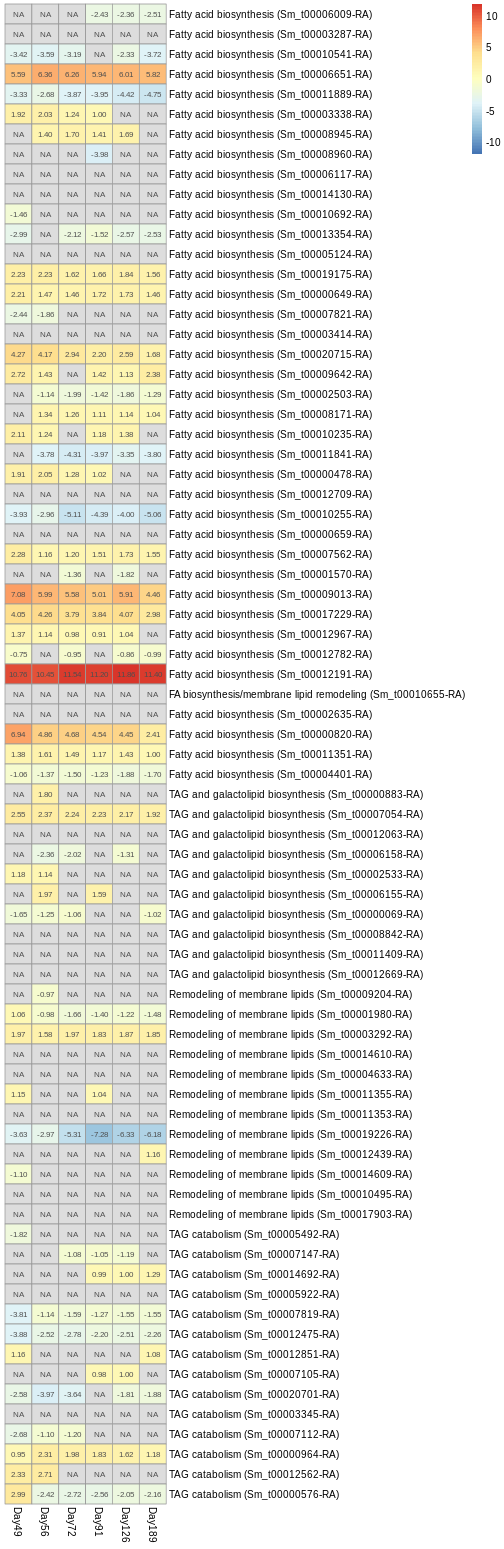 NA NA NA -2.43 -2.36 -2.51 Fatty acid biosynthesis (Sm_t00006009-RA)
NA NA NA NA NA NA Fatty acid biosynthesis (Sm_t00003287-RA)
-3.42 -3.59 -3.19 NA -2.33 -3.72 Fatty acid biosynthesis (Sm_t00010541-RA)
5.59 6.36 6.26 5.94 6.01 5.82 Fatty acid biosynthesis (Sm_t00006651-RA)
-3.33 -2.68 -3.87 -3.95 -4.42 -4.75 Fatty acid biosynthesis (Sm_t00011889-RA)
1.92 2.03 1.24 1.00 NA NA Fatty acid biosynthesis (Sm_t00003338-RA)
NA 1.40 1.70 1.41 1.69 NA Fatty acid biosynthesis (Sm_t00008945-RA)
NA NA NA -3.98 NA NA Fatty acid biosynthesis (Sm_t00008960-RA)
NA NA NA NA NA NA Fatty acid biosynthesis (Sm_t00006117-RA)
NA NA NA NA NA NA Fatty acid biosynthesis (Sm_t00014130-RA)
-1.46 NA NA NA NA NA Fatty acid biosynthesis (Sm_t00010692-RA)
-2.99 NA -2.12 -1.52 -2.57 -2.53 Fatty acid biosynthesis (Sm_t00013354-RA)
NA NA NA NA NA NA Fatty acid biosynthesis (Sm_t00005124-RA)
2.23 2.23 1.62 1.66 1.84 1.56 Fatty acid biosynthesis (Sm_t00019175-RA)
2.21 1.47 1.46 1.72 1.73 1.46 Fatty acid biosynthesis (Sm_t00000649-RA)
-2.44 -1.86 NA NA NA NA Fatty acid biosynthesis (Sm_t00007821-RA)
NA NA NA NA NA NA Fatty acid biosynthesis (Sm_t00003414-RA)
4.27 4.17 2.94 2.20 2.59 1.68 Fatty acid biosynthesis (Sm_t00020715-RA)
2.72 1.43 NA 1.42 1.13 2.38 Fatty acid biosynthesis (Sm_t00009642-RA)
NA -1.14 -1.99 -1.42 -1.86 -1.29 Fatty acid biosynthesis (Sm_t00002503-RA)
NA 1.34 1.26 1.11 1.14 1.04 Fatty acid biosynthesis (Sm_t00008171-RA)
2.11 1.24 NA 1.18 1.38 NA Fatty acid biosynthesis (Sm_t00010235-RA)
NA -3.78 -4.31 -3.97 -3.35 -3.80 Fatty acid biosynthesis (Sm_t00011841-RA)
1.91 2.05 1.28 1.02 NA NA Fatty acid biosynthesis (Sm_t00000478-RA)
NA NA NA NA NA NA Fatty acid biosynthesis (Sm_t00012709-RA)
-3.93 -2.96 -5.11 -4.39 -4.00 -5.06 Fatty acid biosynthesis (Sm_t00010255-RA)
NA NA NA NA NA NA Fatty acid biosynthesis (Sm_t00000659-RA)
2.28 1.16 1.20 1.51 1.73 1.55 Fatty acid biosynthesis (Sm_t00007562-RA)
NA NA -1.36 NA -1.82 NA Fatty acid biosynthesis (Sm_t00001570-RA)
7.08 5.99 5.58 5.01 5.91 4.46 Fatty acid biosynthesis (Sm_t00009013-RA)
4.05 4.26 3.79 3.84 4.07 2.98 Fatty acid biosynthesis (Sm_t00017229-RA)
1.37 1.14 0.98 0.91 1.04 NA Fatty acid biosynthesis (Sm_t00012967-RA)
-0.75 NA -0.95 NA -0.86 -0.99 Fatty acid biosynthesis (Sm_t00012782-RA)
10.76 10.45 Fatty acid biosynthesis (Sm_t00012191-RA)
NA NA NA NA NA NA FA biosynthesis/membrane lipid remodeling (Sm_t00010655-RA)
NA NA NA NA NA NA Fatty acid biosynthesis (Sm_t00002635-RA)
6.94 4.86 4.68 4.54 4.45 2.41 Fatty acid biosynthesis (Sm_t00000820-RA)
1.38 1.61 1.49 1.17 1.43 1.00 Fatty acid biosynthesis (Sm_t00011351-RA)
-1.06 -1.37 -1.50 -1.23 -1.88 -1.70 Fatty acid biosynthesis (Sm_t00004401-RA)
NA 1.80 NA NA NA NA TAG and galactolipid biosynthesis (Sm_t00000883-RA)
2.55 2.37 2.24 2.23 2.17 1.92 TAG and galactolipid biosynthesis (Sm_t00007054-RA)
NA NA NA NA NA NA TAG and galactolipid biosynthesis (Sm_t00012063-RA)
NA -2.36 -2.02 NA -1.31 NA TAG and galactolipid biosynthesis (Sm_t00006158-RA)
1.18 1.14 NA NA NA NA TAG and galactolipid biosynthesis (Sm_t00002533-RA)
NA 1.97 NA 1.59 NA NA TAG and galactolipid biosynthesis (Sm_t00006155-RA)
-1.65 -1.25 -1.06 NA NA -1.02 TAG and galactolipid biosynthesis (Sm_t00000069-RA)
NA NA NA NA NA NA TAG and galactolipid biosynthesis (Sm_t00008842-RA)
NA NA NA NA NA NA TAG and galactolipid biosynthesis (Sm_t00011409-RA)
NA NA NA NA NA NA TAG and galactolipid biosynthesis (Sm_t00012669-RA)
NA -0.97 NA NA NA NA Remodeling of membrane lipids (Sm_t00009204-RA)
1.06 -0.98 -1.66 -1.40 -1.22 -1.48 Remodeling of membrane lipids (Sm_t00001980-RA)
1.97 1.58 1.97 1.83 1.87 1.85 Remodeling of membrane lipids (Sm_t00003292-RA)
NA NA NA NA NA NA Remodeling of membrane lipids (Sm_t00014610-RA)
NA NA NA NA NA NA Remodeling of membrane lipids (Sm_t00004633-RA)
1.15 NA NA 1.04 NA NA Remodeling of membrane lipids (Sm_t00011355-RA)
NA NA NA NA NA NA Remodeling of membrane lipids (Sm_t00011353-RA)
-3.63 -2.97 -5.31 -7.28 -6.33 -6.18 Remodeling of membrane lipids (Sm_t00019226-RA)
NA NA NA NA NA 1.16 Remodeling of membrane lipids (Sm_t00012439-RA)
-1.10 NA NA NA NA NA Remodeling of membrane lipids (Sm_t00014609-RA)
NA NA NA NA NA NA Remodeling of membrane lipids (Sm_t00010495-RA)
NA NA NA NA NA NA Remodeling of membrane lipids (Sm_t00017903-RA)
-1.82 NA NA NA NA NA TAG catabolism (Sm_t00005492-RA)
NA NA -1.08 -1.05 -1.19 NA TAG catabolism (Sm_t00007147-RA)
NA NA NA 0.99 1.00 1.29 TAG catabolism (Sm_t00014692-RA)
NA NA NA NA NA NA TAG catabolism (Sm_t00005922-RA)
-3.81 -1.14 -1.59 -1.27 -1.55 -1.55 TAG catabolism (Sm_t00007819-RA)
-3.88 -2.52 -2.78 -2.20 -2.51 -2.26 TAG catabolism (Sm_t00012475-RA)
1.16 NA NA NA NA 1.08 TAG catabolism (Sm_t00012851-RA)
NA NA NA 0.98 1.00 NA TAG catabolism (Sm_t00007105-RA)
-2.58 -3.97 -3.64 NA -1.81 -1.88 TAG catabolism (Sm_t00020701-RA)
NA NA NA NA NA NA TAG catabolism (Sm_t00003345-RA)
-2.68 -1.10 -1.20 NA NA NA TAG catabolism (Sm_t00007112-RA)
0.95 2.31 1.98 1.83 1.62 1.18 TAG catabolism (Sm_t00000964-RA)
2.33 2.71 NA NA NA NA TAG catabolism (Sm_t00012562-RA)
2.99 -2.42 -2.72 -2.56 -2.05 -2.16 TAG catabolism (Sm_t00000576-RA)
Day49 Day56 Day72 Day91 Day126 Day189
10
5
0
-5
-10